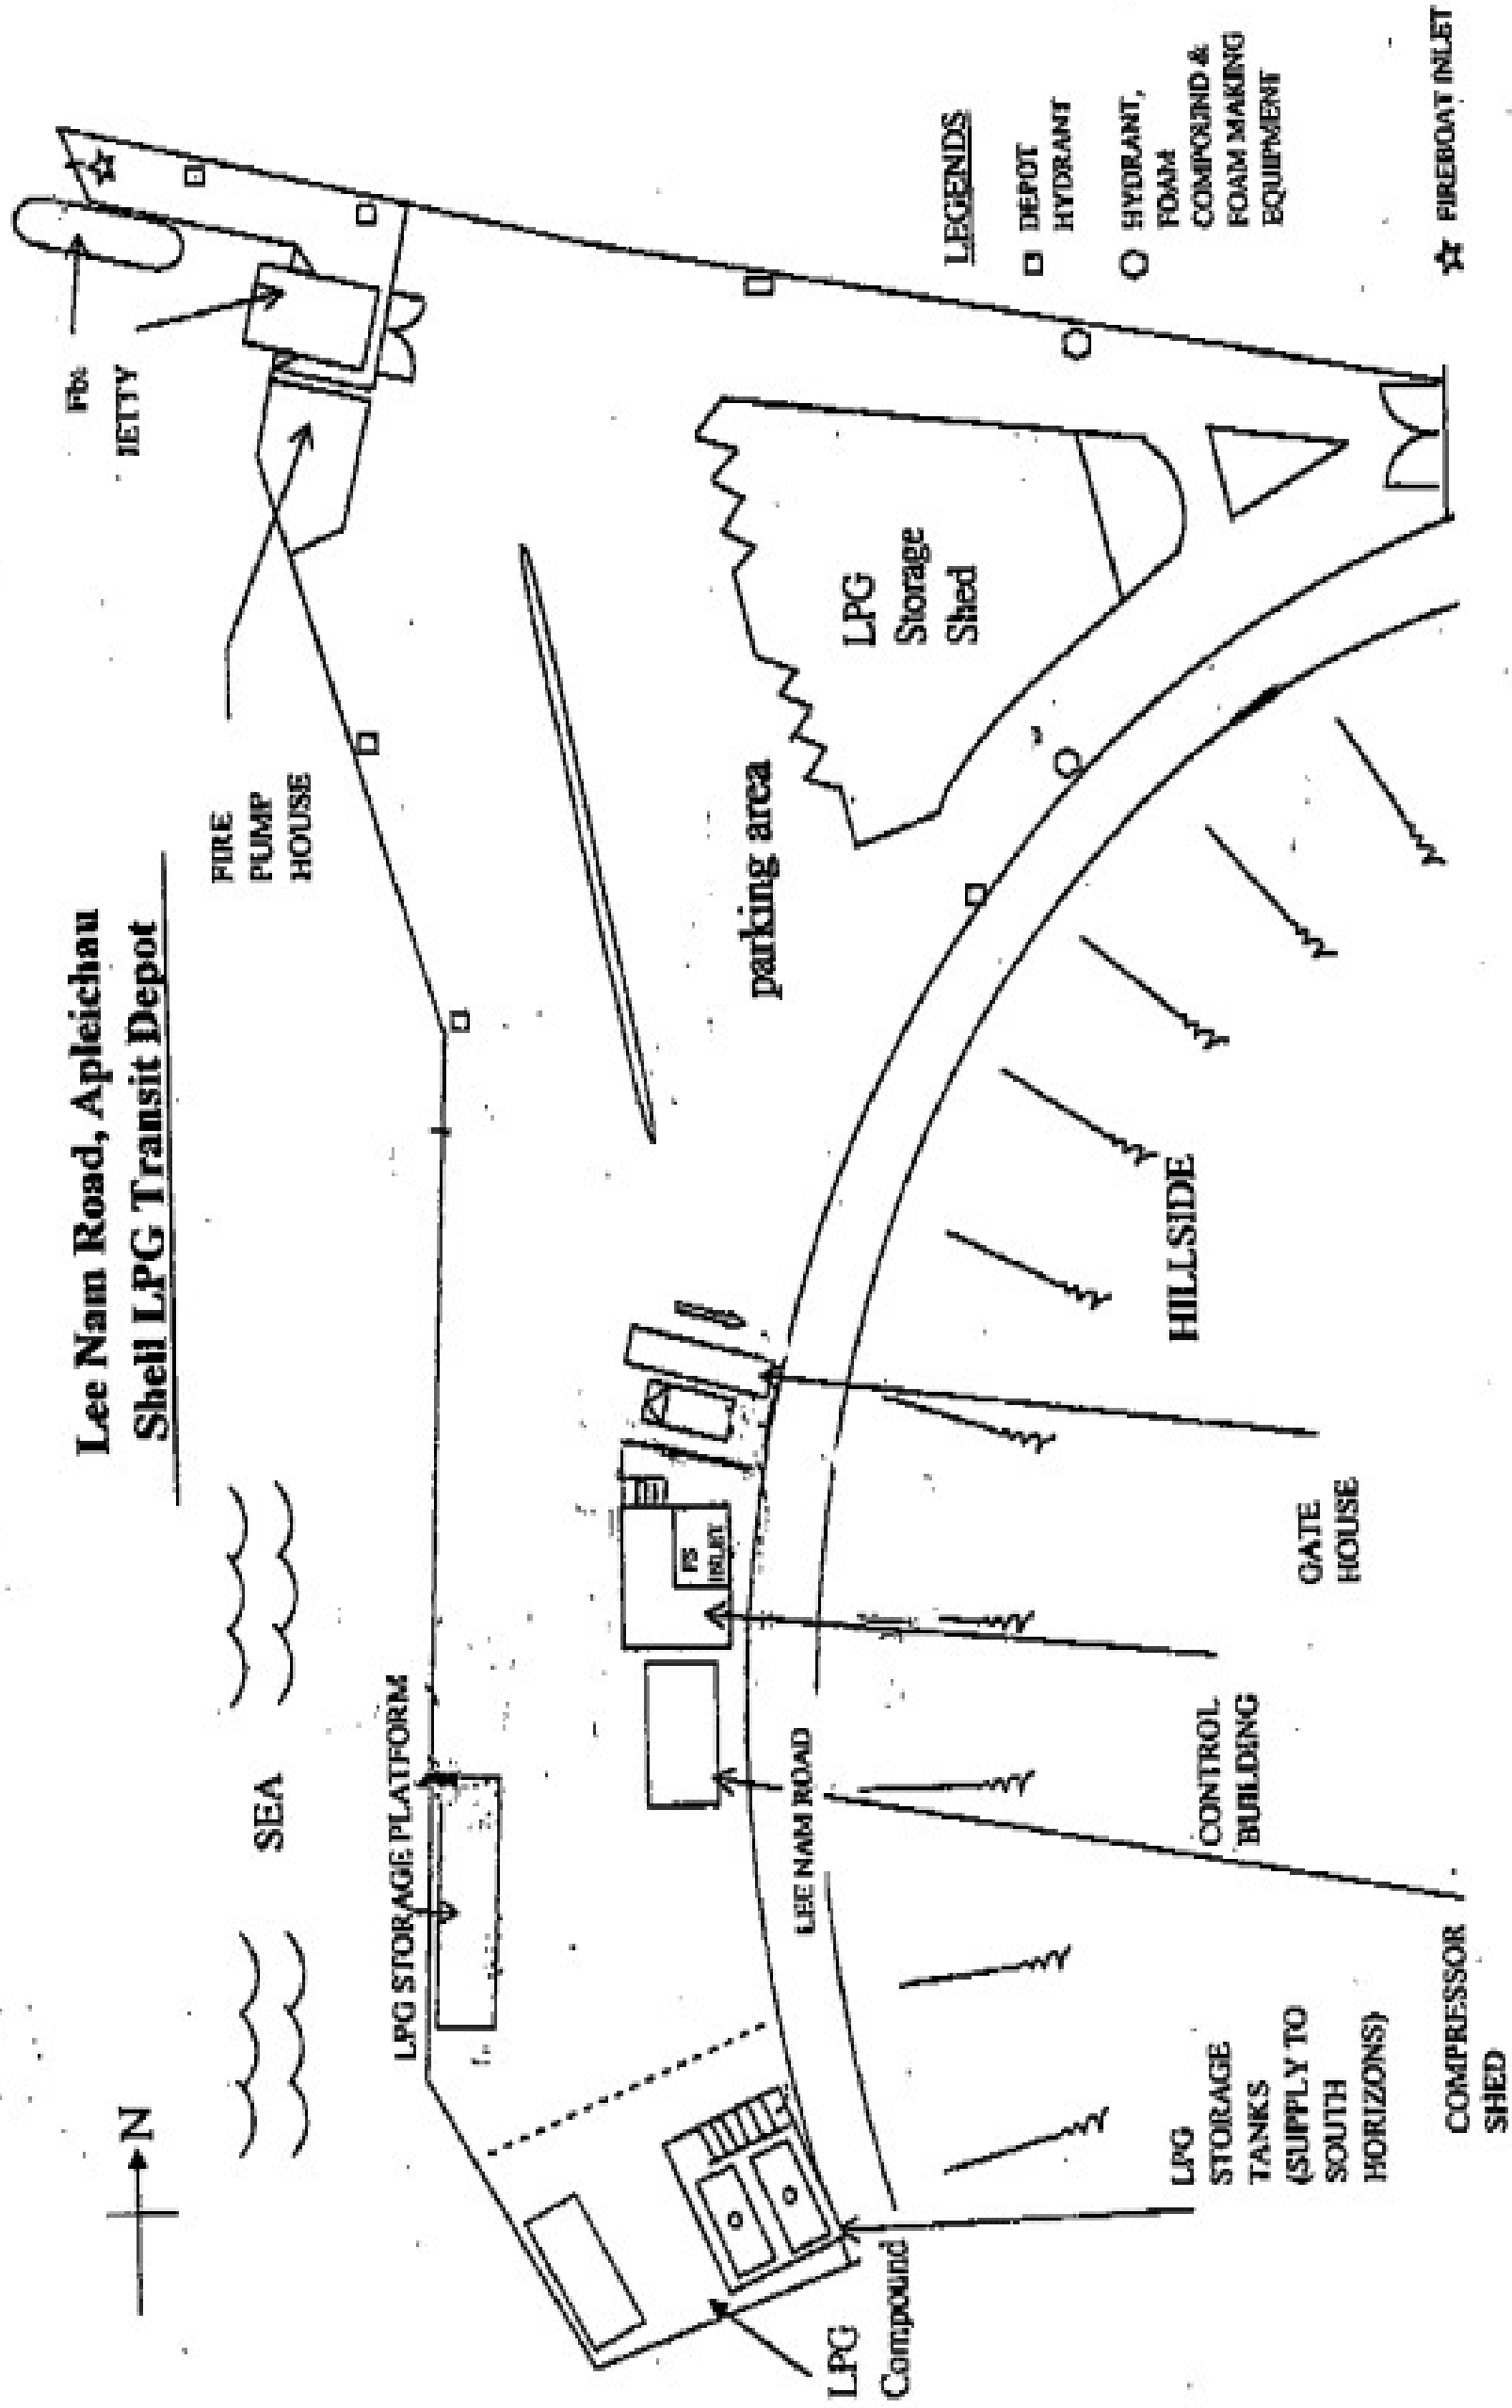 Lee Nam Road, Apleichau
Shell LPG Transit Depot
N
SEA
FIRE
PUMP
HOUSE
JETTY
LPG STORAGE PLATFORM
parking area
LPG
Storage
Shed
LEGENDS
DEPOT
HYDRANT
HYDRANT,
FOAM
COMPOUND &
FOAM MAKING
EQUIPMENT
FIREBOAT INLET
FS
INLET
LEE NAM ROAD
HILLSIDE
GATE
HOUSE
CONTROL
BUILDING
COMPRESSOR
SHED
LPG
STORAGE
TANKS
(SUPPLY TO
SOUTH
HORIZONS)
LPG
Compound